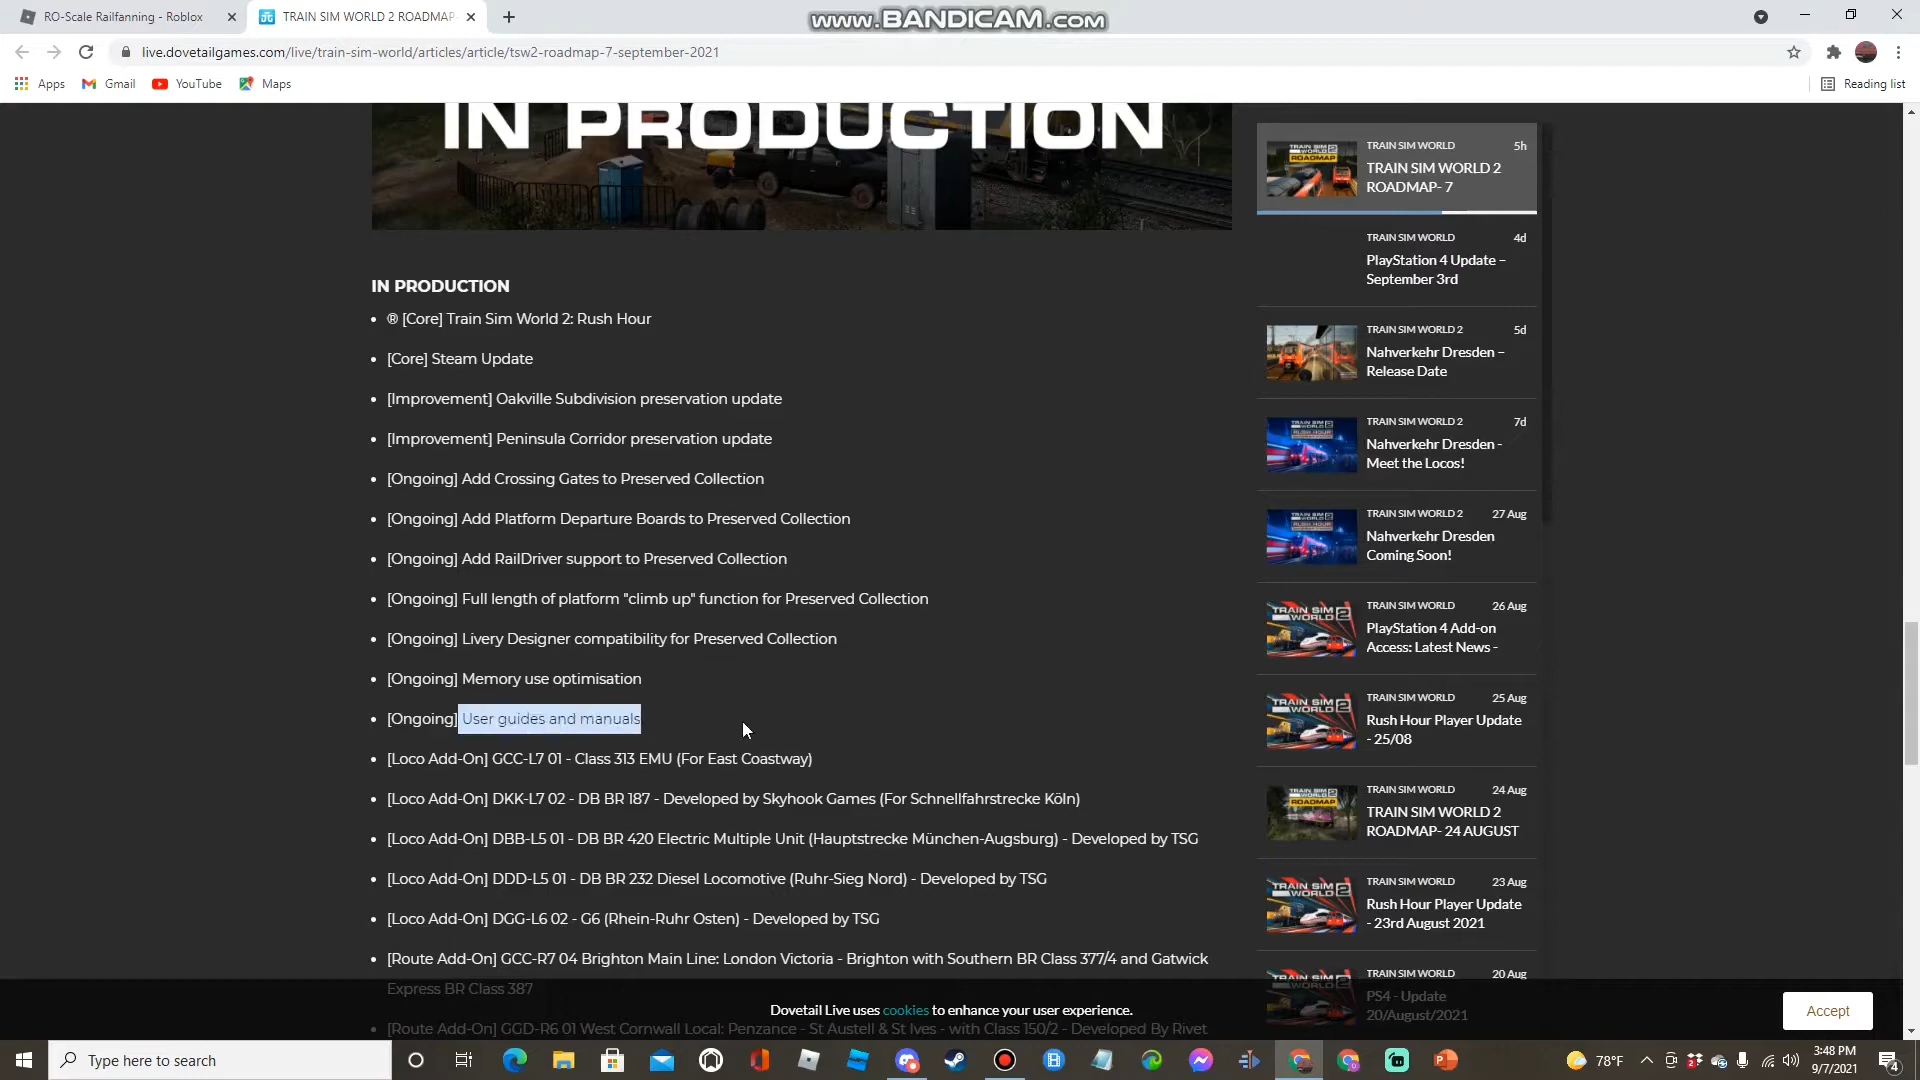 RO-Scale Railfanning - Roblox
TRAIN SIM WORLD 2 ROADMAP-
WWW.BANDICAM.COM
live.dovetailgames.com/live/train-sim-world/articles/article/tsw2-roadmap-7-september-2021
Apps
Gmail
YouTube
Maps
Reading list
IN PRODUCTION
IN PRODUCTION
® [Core] Train Sim World 2: Rush Hour
[Core] Steam Update
[Improvement] Oakville Subdivision preservation update
[Improvement] Peninsula Corridor preservation update
[Ongoing] Add Crossing Gates to Preserved Collection
[Ongoing] Add Platform Departure Boards to Preserved Collection
[Ongoing] Add RailDriver support to Preserved Collection
[Ongoing] Full length of platform "climb up" function for Preserved Collection
[Ongoing] Livery Designer compatibility for Preserved Collection
[Ongoing] Memory use optimisation
[Ongoing] User guides and manuals
[Loco Add-On] GCC-L7 01 - Class 313 EMU (For East Coastway)
[Loco Add-On] DKK-L7 02 - DB BR 187 - Developed by Skyhook Games (For Schnellfahrstrecke Köln)
[Loco Add-On] DBB-L5 01 - DB BR 420 Electric Multiple Unit (Hauptstrecke München-Augsburg) - Developed by TSG
[Loco Add-On] DDD-L5 01 - DB BR 232 Diesel Locomotive (Ruhr-Sieg Nord) - Developed by TSG
[Loco Add-On] DGG-L6 02 - G6 (Rhein-Ruhr Osten) - Developed by TSG
[Route Add-On] GCC-R7 04 Brighton Main Line: London Victoria - Brighton with Southern BR Class 377/4 and Gatwick
Express BR Class 387
[Route Add-On] GGD-R6 01 West Cornwall Local: Penzance - St Austell & St Ives - with Class 150/2 - Developed By Rivet
TRAIN SIM WORLD 5h
TRAIN SIM WORLD 2
ROADMAP- 7
TRAIN SIM WORLD 4d
PlayStation 4 Update –
September 3rd
TRAIN SIM WORLD 2 5d
Nahverkehr Dresden –
Release Date
TRAIN SIM WORLD 2 7d
Nahverkehr Dresden -
Meet the Locos!
TRAIN SIM WORLD 2 27 Aug
Nahverkehr Dresden
Coming Soon!
TRAIN SIM WORLD 26 Aug
PlayStation 4 Add-on
Access: Latest News -
TRAIN SIM WORLD 25 Aug
Rush Hour Player Update
- 25/08
TRAIN SIM WORLD 24 Aug
TRAIN SIM WORLD 2
ROADMAP- 24 AUGUST
TRAIN SIM WORLD 23 Aug
Rush Hour Player Update
- 23rd August 2021
TRAIN SIM WORLD 20 Aug
PS4 - Update
20/August/2021
Dovetail Live uses cookies to enhance your user experience.
Accept
Type here to search
78°F
3:48 PM
9/7/2021